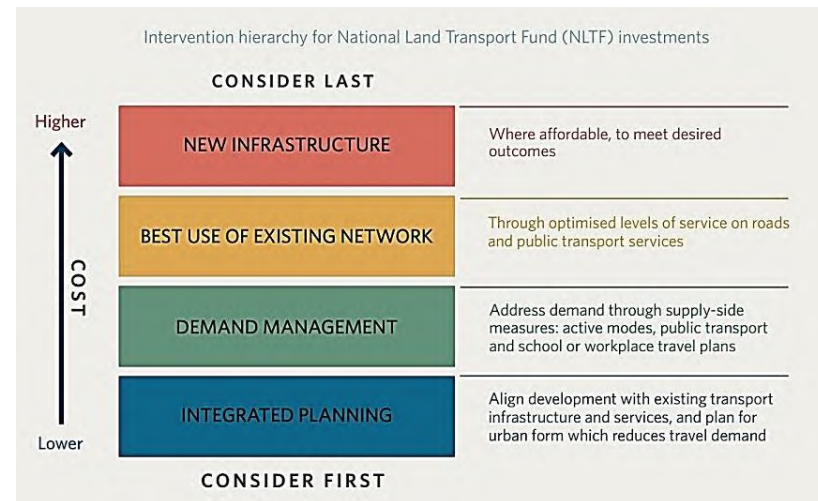 Intervention hierarchy for National Land Transport Fund (NLTF) investments
CONSIDER LAST
Higher
NEW INFRASTRUCTURE
Where affordable, to meet desired
outcomes
BEST USE OF EXISTING NETWORK
Through optimised levels of service on roads
and public transport services
COST
DEMAND MANAGEMENT
Address demand through supply-side
measures: active modes, public transport
and school or workplace travel plans
INTEGRATED PLANNING
Align development with existing transport
infrastructure and services, and plan for
urban form which reduces travel demand
Lower
CONSIDER FIRST